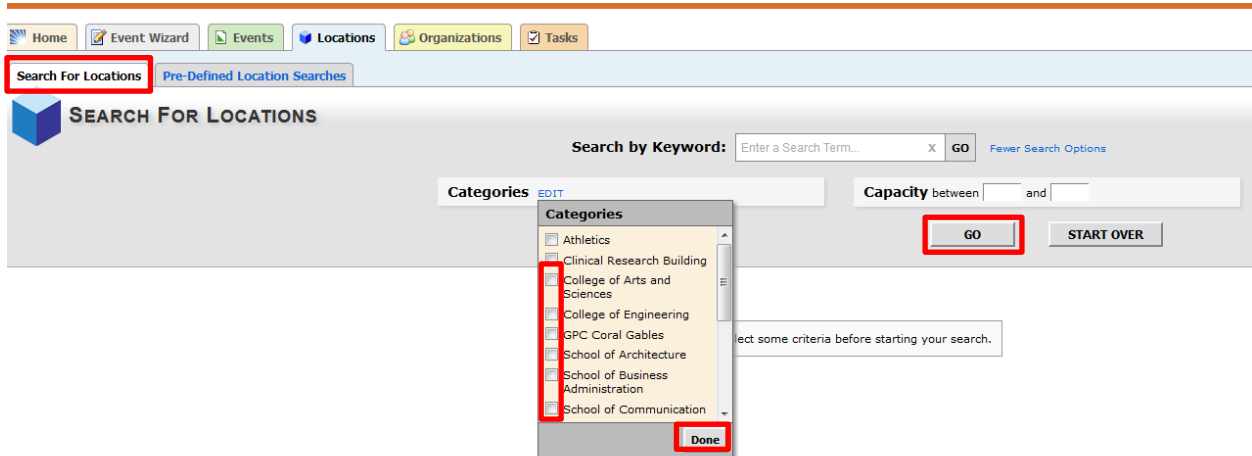 Home Event Wizard Events Locations Organizations Tasks
Search For Locations Pre-Defined Location Searches
SEARCH FOR LOCATIONS
Search by Keyword: Enter a Search Term... X GO Fewer Search Options
Categories EDIT Capacity between and
Categories
GO START OVER
Athletics
Clinical Research Building
College of Arts and
Sciences
College of Engineering
GPC Coral Gables
lect some criteria before starting your search.
School of Architecture
School of Business
Administration
School of Communication
Done